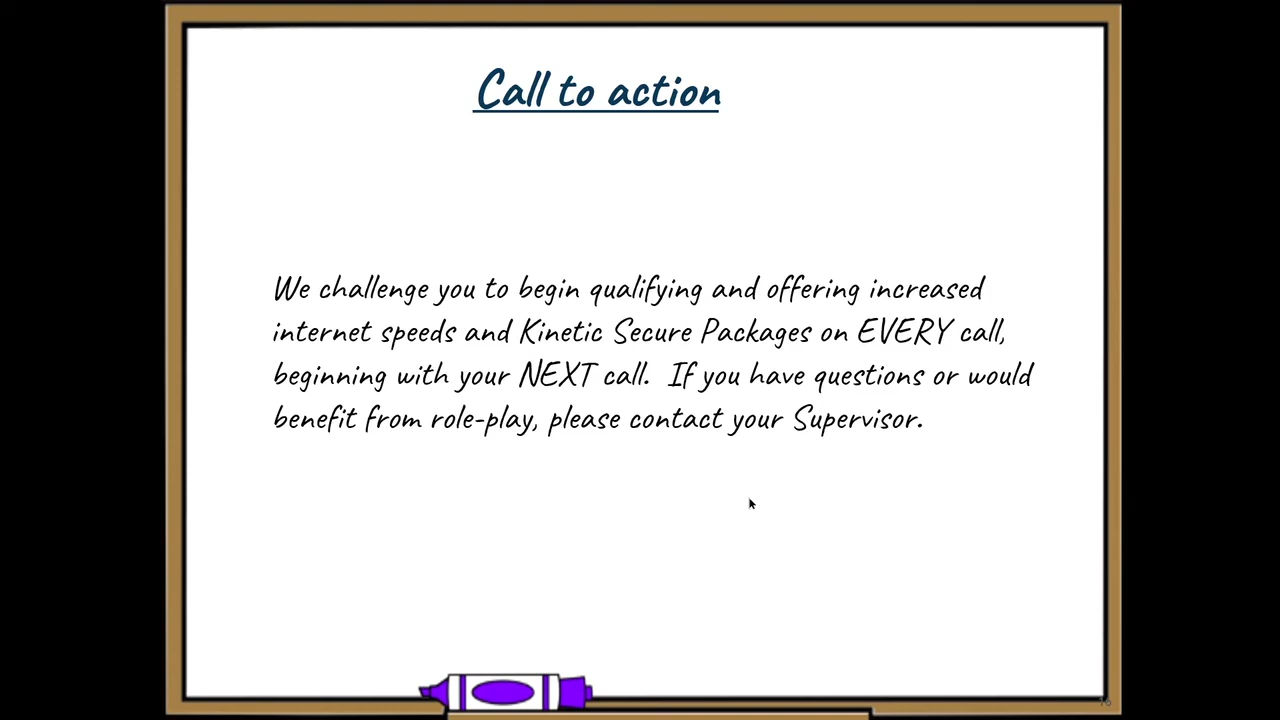 Call to action
We challenge you to begin qualifying and offering increased
internet speeds and Kinetic Secure Packages on EVERY call,
beginning with your NEXT call.  If you have questions or would
benefit from role-play, please contact your Supervisor.
16